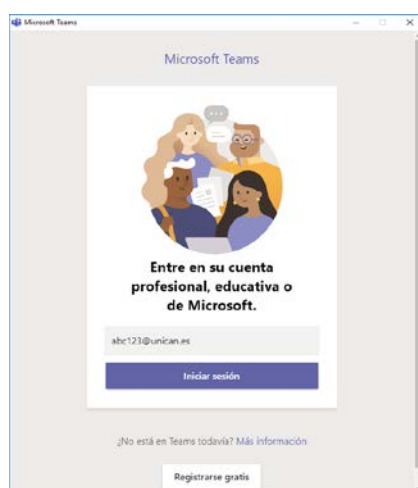 Microsoft Teams
Microsoft Teams
Entre en su cuenta
profesional, educativa o
de Microsoft.
abc123@unican.es
Iniciar sesión
¿No está en Teams todavía? Más información
Registrarse gratis